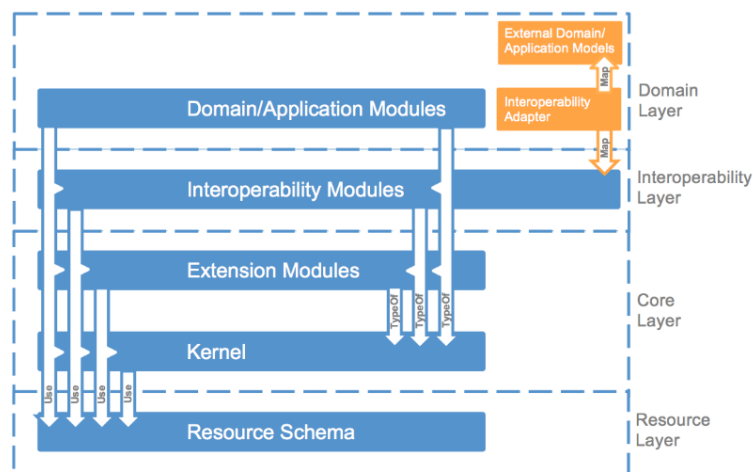 External Domain/
Application Models
Map
Domain/Application Modules
Interoperability
Adapter
Domain
Layer
Map
Interoperability Modules
Interoperability
Layer
Extension Modules
TypeOf
TypeOf
TypeOf
Core
Layer
Kernel
Use
Use
Use
Use
Resource Schema
Resource
Layer